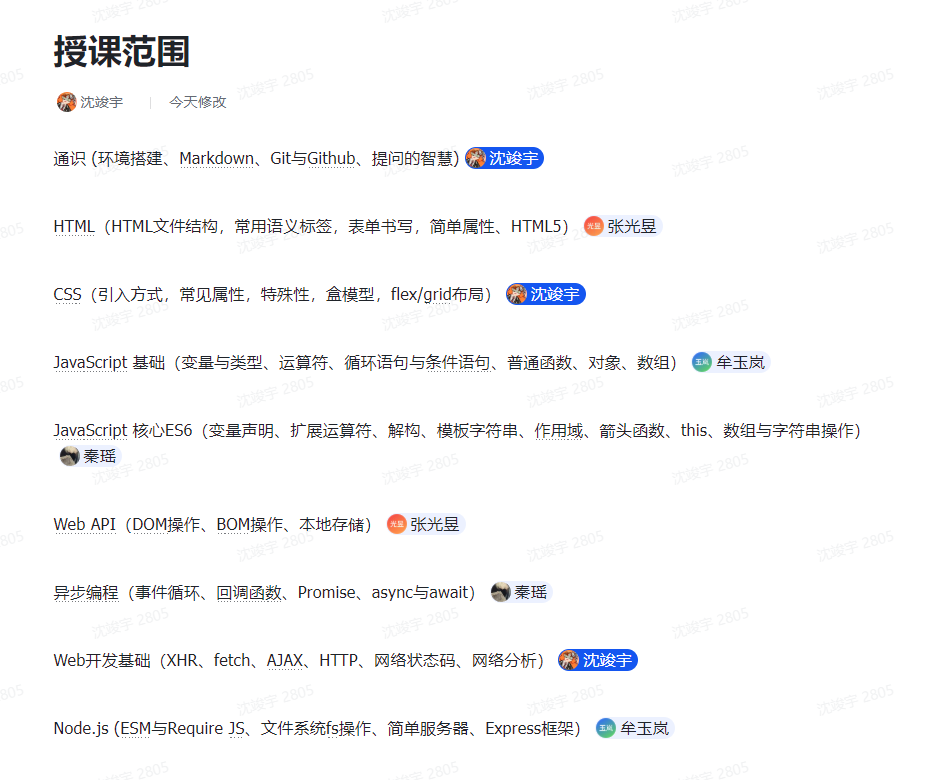 授课范围
沈竣宇 | 今天修改
通识 (环境搭建、Markdown、Git与Github、提问的智慧) 沈竣宇
HTML（HTML文件结构，常用语义标签，表单书写，简单属性、HTML5） 光昱 张光昱
CSS（引入方式，常见属性，特殊性，盒模型，flex/grid布局） 沈竣宇
JavaScript 基础（变量与类型、运算符、循环语句与条件语句、普通函数、对象、数组） 玉岚 牟玉岚
JavaScript 核心ES6（变量声明、扩展运算符、解构、模板字符串、作用域、箭头函数、this、数组与字符串操作）
秦瑶
Web API（DOM操作、BOM操作、本地存储） 光昱 张光昱
异步编程（事件循环、回调函数、Promise、async与await） 秦瑶
Web开发基础（XHR、fetch、AJAX、HTTP、网络状态码、网络分析） 沈竣宇
Node.js (ESM与Require JS、文件系统fs操作、简单服务器、Express框架） 玉岚 牟玉岚
沈竣宇 2805